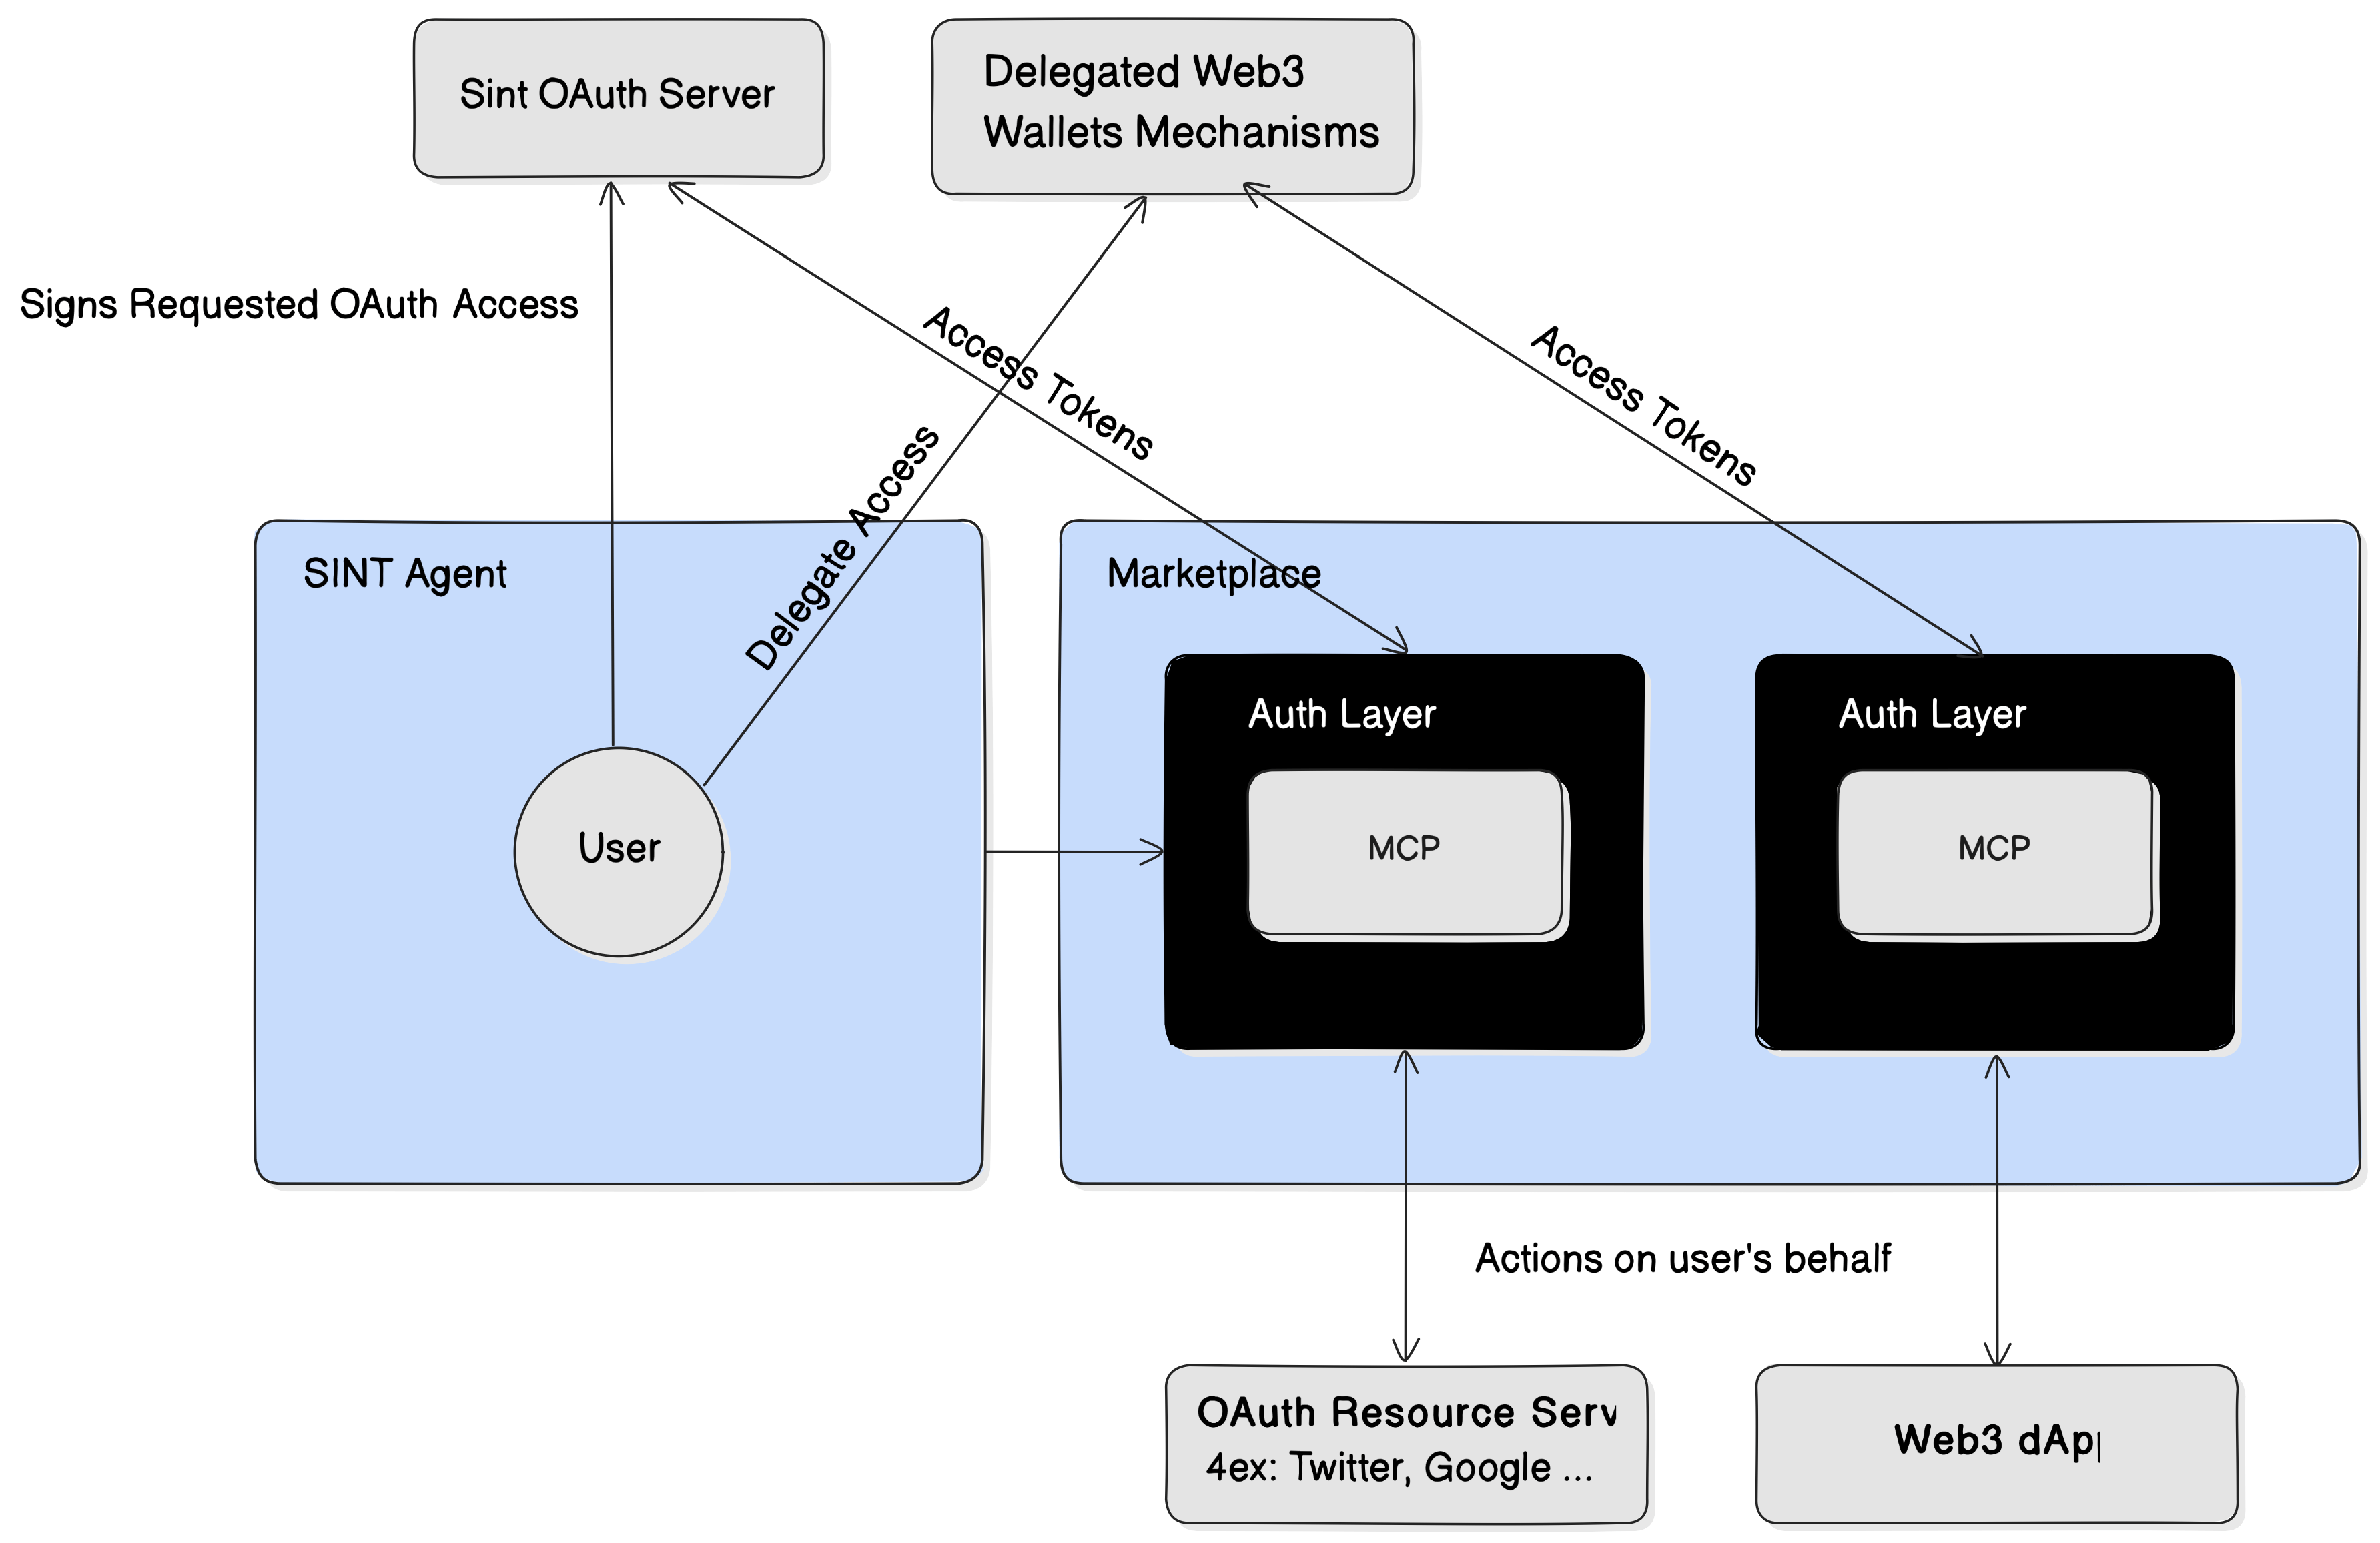 Sint OAuth Server
Delegated Web3
Wallets Mechanisms
Signs Requested OAuth Access
Access Tokens
Access Tokens
Delegate Access
SINT Agent
Marketplace
Auth Layer
Auth Layer
User
MCP
MCP
Actions on user's behalf
OAuth Resource Serv
4ex: Twitter, Google ...
Web3 dAp